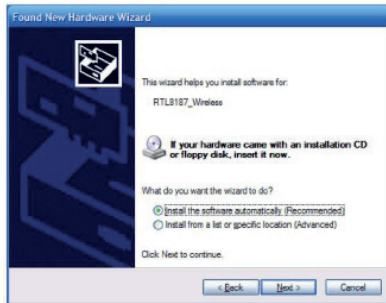 Found New Hardware Wizard
This wizard helps you install software for:
RTL8187_Wireless
If your hardware came with an installation CD
or floppy disk, insert it now.
What do you want the wizard to do?
Install the software automatically (Recommended)
Install from a list or specific location (Advanced)
Click Next to continue.
< Back Next > Cancel